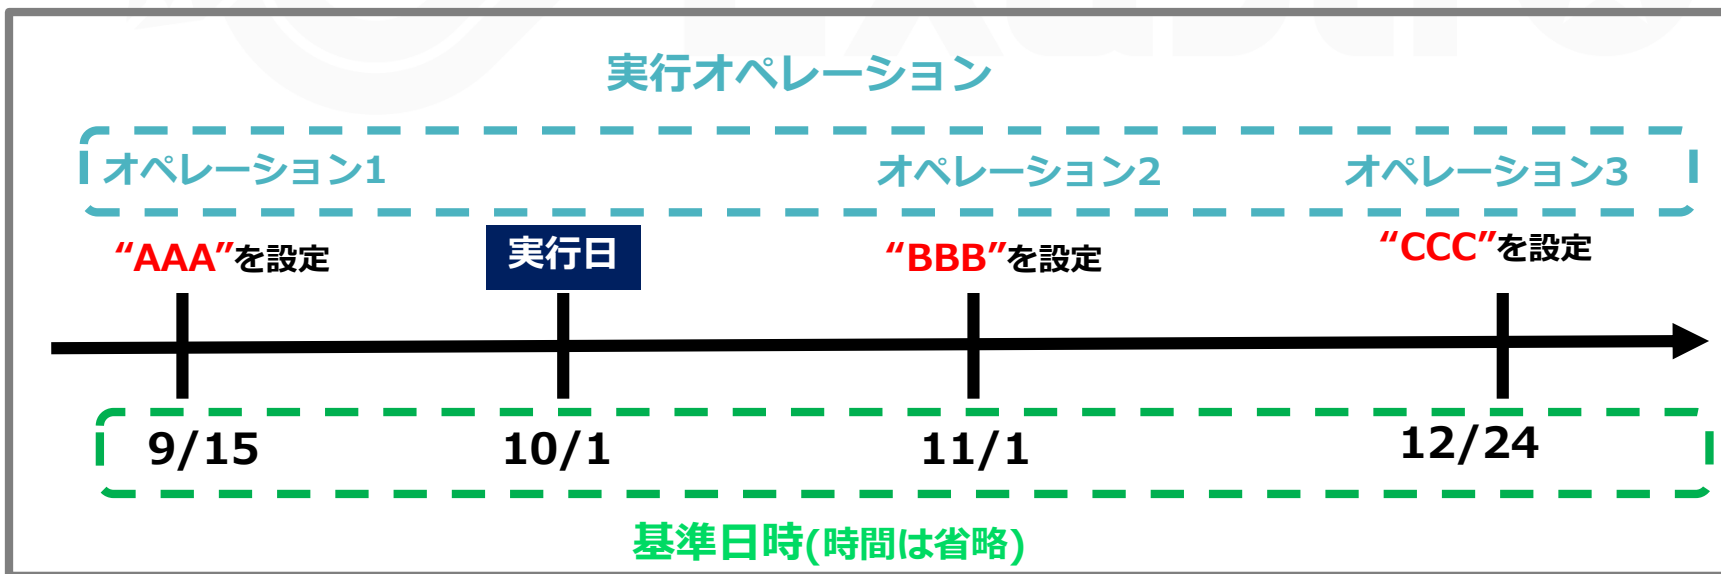 実行オペレーション
オペレーション1 オペレーション2 オペレーション3
“AAA”を設定 実行日 “BBB”を設定 “CCC”を設定
9/15 10/1 11/1 12/24
基準日時(時間は省略)